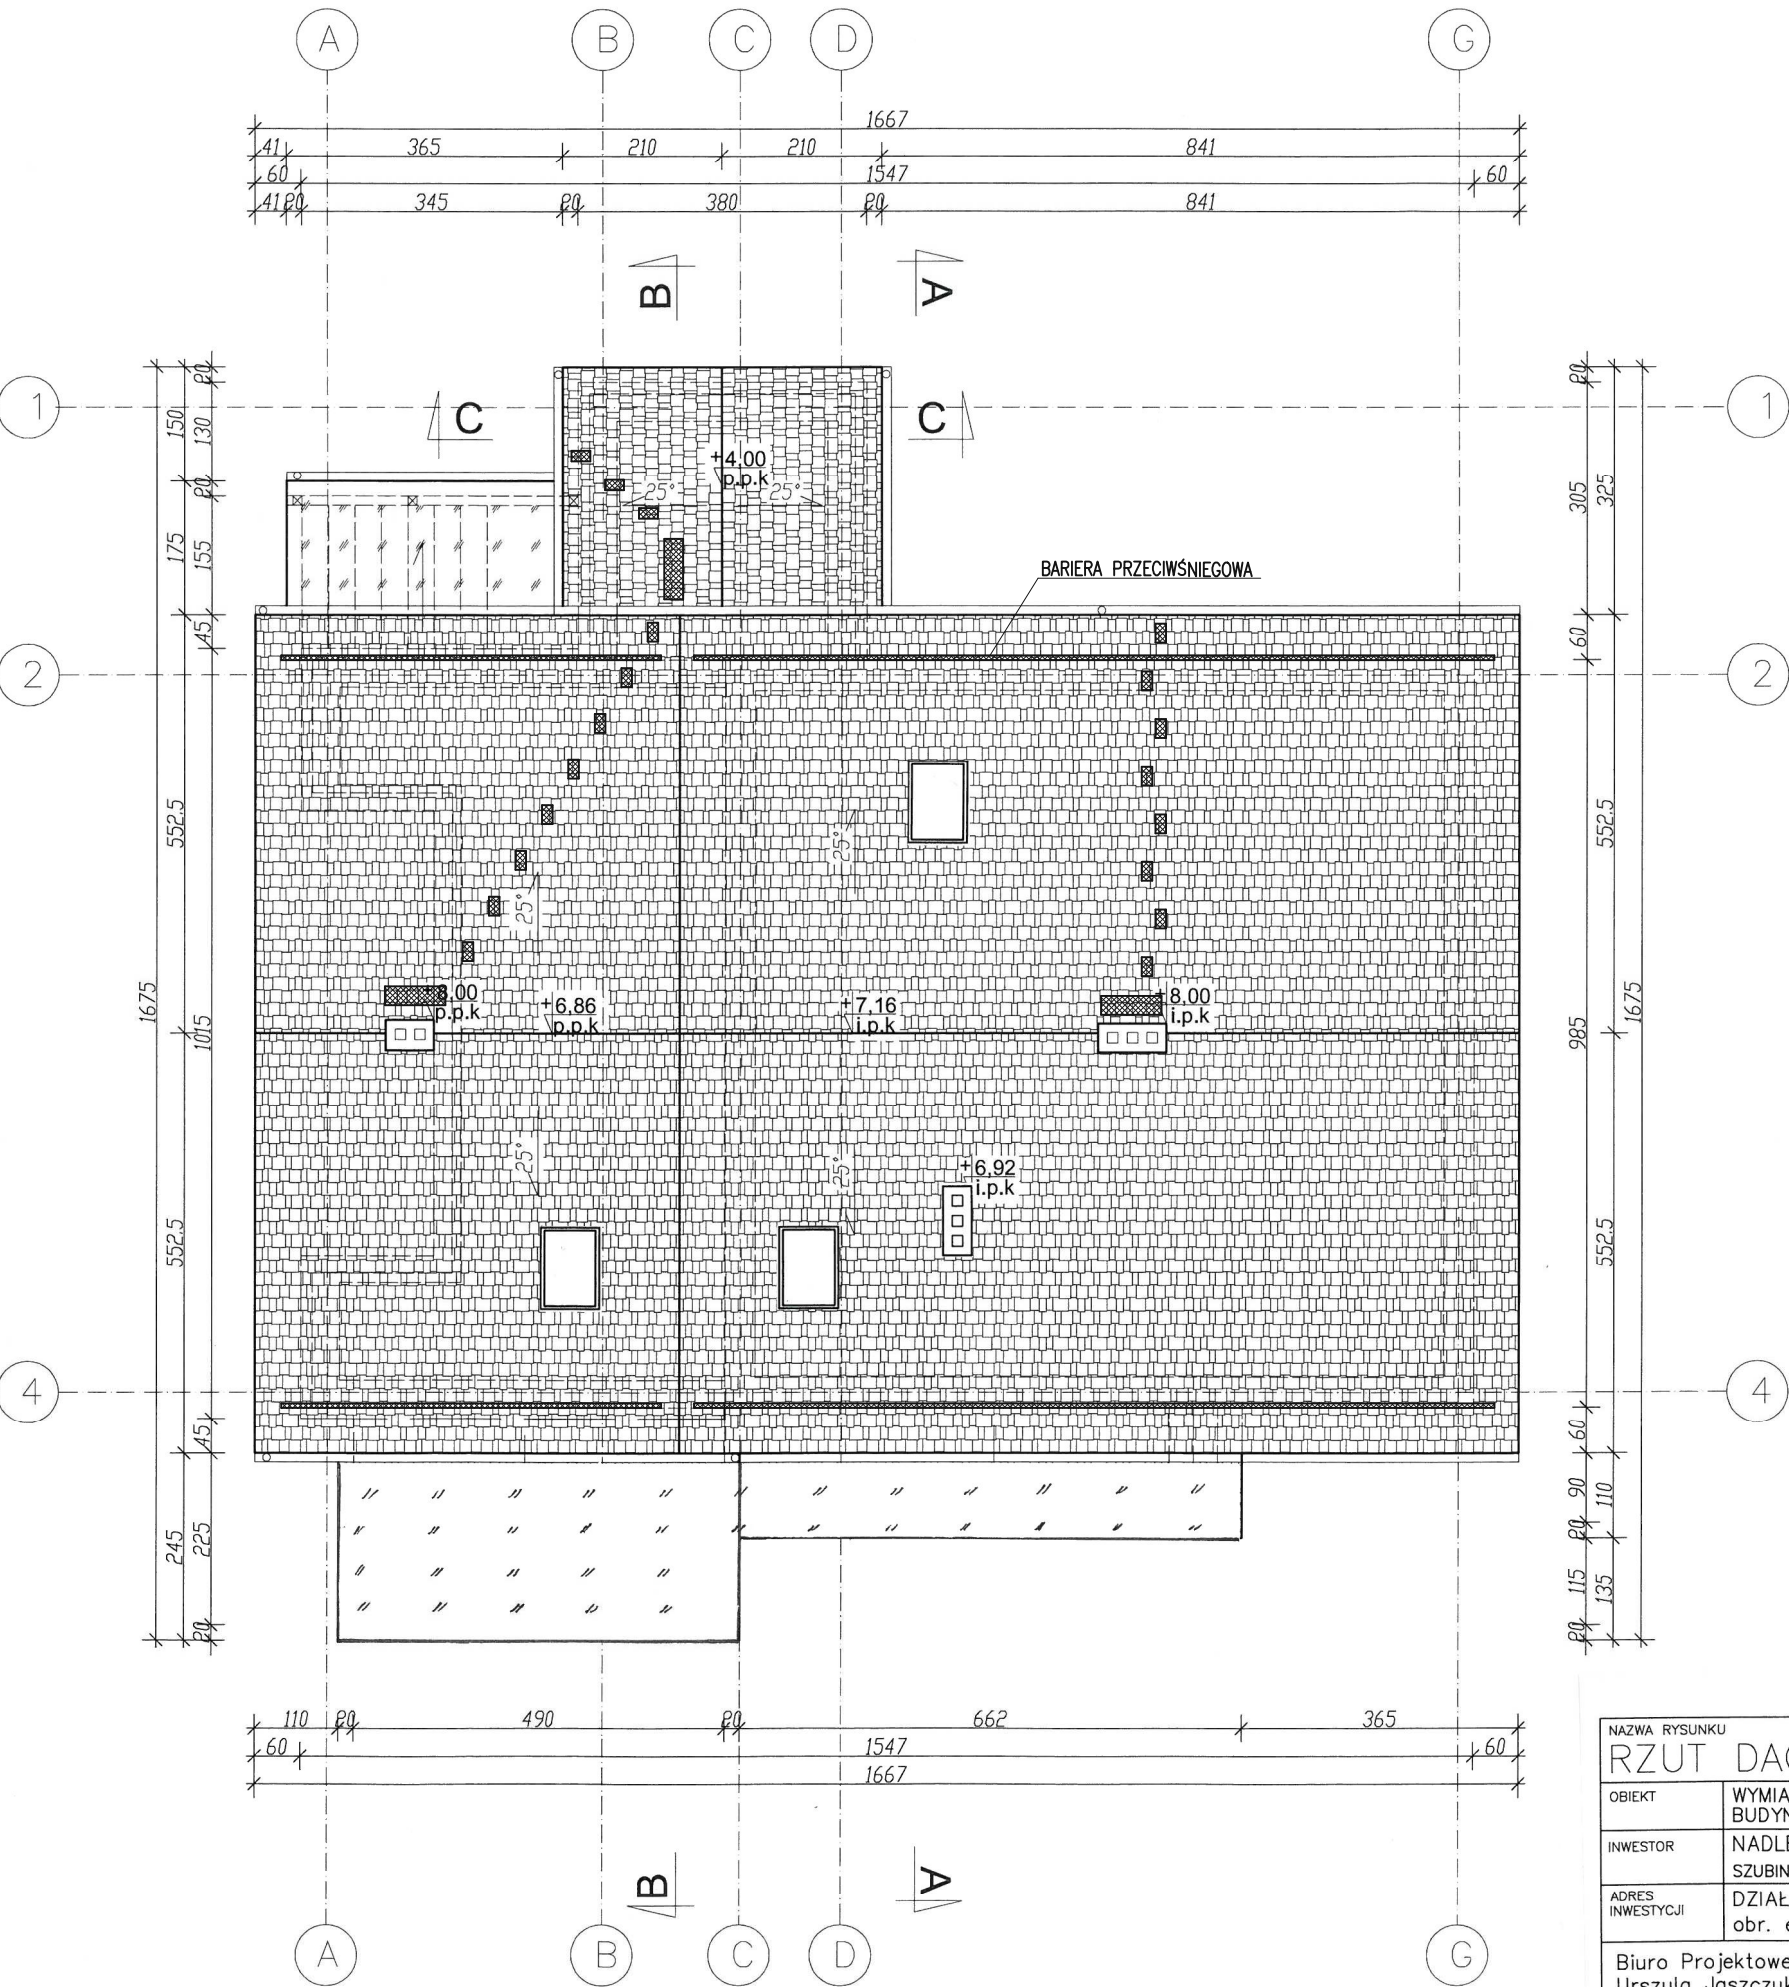 A B C D G
1667
41 365 210 210 841
60 1547 60
41 20 345 20 380 20 841
B A
1 1
C C
20 150 130 20 175 155 45
20 305 325 60
+4,00
p.p.k
25° 25°
BARIERA PRZECIWŚNIEGOWA
2 2
552.5 552.5
25° 25°
1675 1015 985 1675
8,00
p.p.k
+6,86
p.p.k
+7,16
i.p.k
+8,00
i.p.k
25° 25°
+6,92
i.p.k
552.5 552.5
4 4
45 245 225 20
60 90 110 20 115 135 20
110 20 490 20 662 365
60 1547 60
1667
B A
A B C D G
NAZWA RYSUNKU
RZUT
OBIEKT
INWESTOR
SZUBIN
ADRES
INWESTYCJI
obr.
Biuro
Urszula